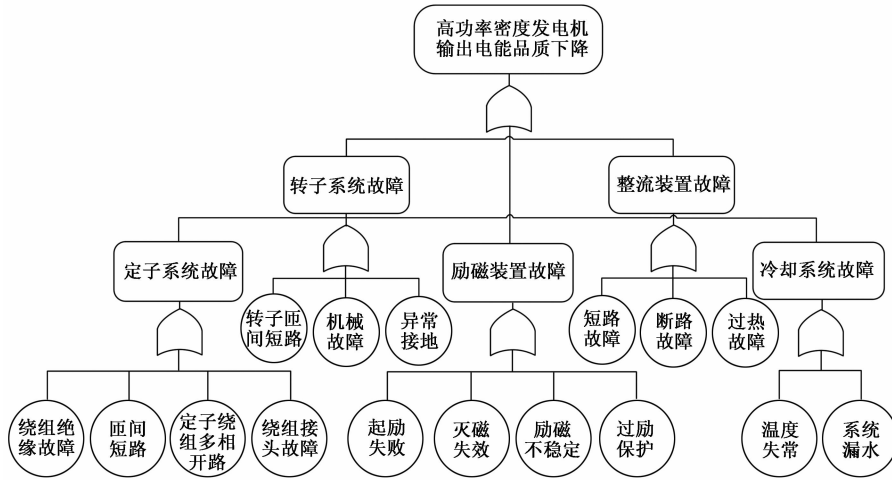 高功率密度发电机
输出电能品质下降
转子系统故障
整流装置故障
定子系统故障
励磁装置故障
冷却系统故障
转子匝
间短路
机械
故障
异常
接地
短路
故障
断路
故障
过热
故障
绕组绝
缘故障
匝间
短路
定子绕
组多相
开路
绕组接
头故障
起励
失败
灭磁
失效
励磁
不稳定
过励
保护
温度
失常
系统
漏水